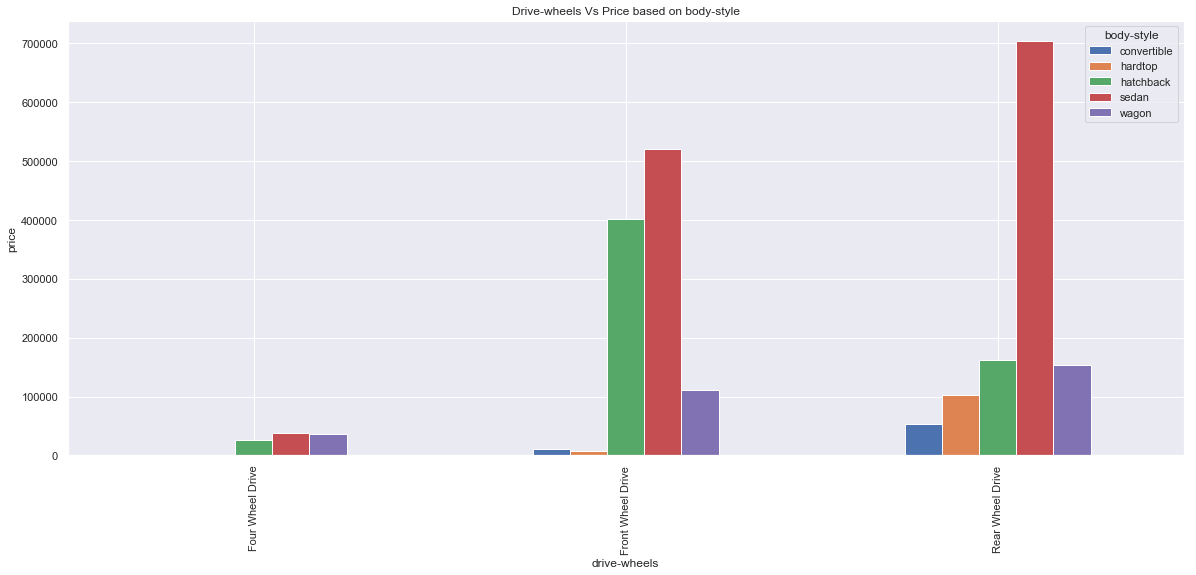 Drive-wheels Vs Price based on body-style
body-style
convertible
hardtop
hatchback
sedan
wagon
price
700000
600000
500000
400000
300000
200000
100000
0
Four Wheel Drive
Front Wheel Drive
Rear Wheel Drive
drive-wheels